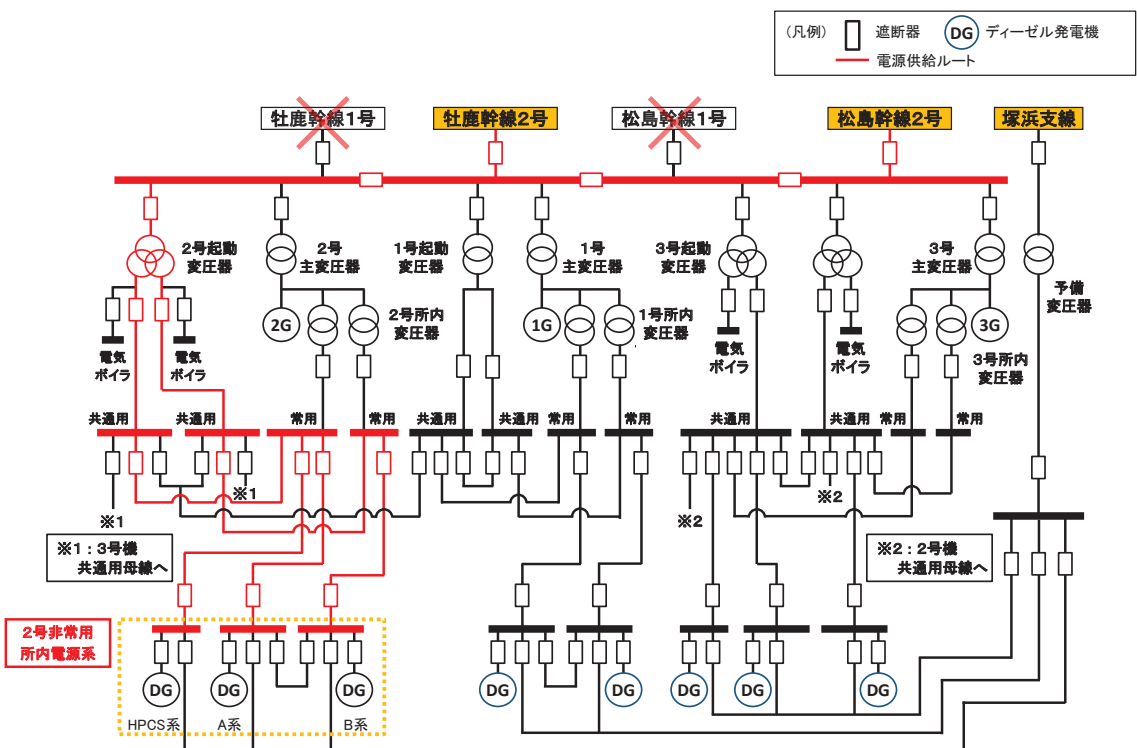 (凡例) 遮断器 DG ディーゼル発電機
電源供給ルート
牡鹿幹線1号
牡鹿幹線2号
松島幹線1号
松島幹線2号
塚浜支線
2号起動
変圧器
2号
主変圧器
1号起動
変圧器
1号
主変圧器
3号起動
変圧器
3号
主変圧器
予備
変圧器
2G
2号所内
変圧器
1G
1号所内
変圧器
3G
3号所内
変圧器
電気
ボイラ
電気
ボイラ
電気
ボイラ
電気
ボイラ
共通用
共通用
常用
常用
共通用
共通用
常用
常用
共通用
共通用
常用
常用
※1
※1
※2
※2
※1:3号機
共通用母線へ
※2:2号機
共通用母線へ
2号非常用
所内電源系
DG
DG
DG
DG
DG
DG
DG
DG
HPCS系
A系
B系